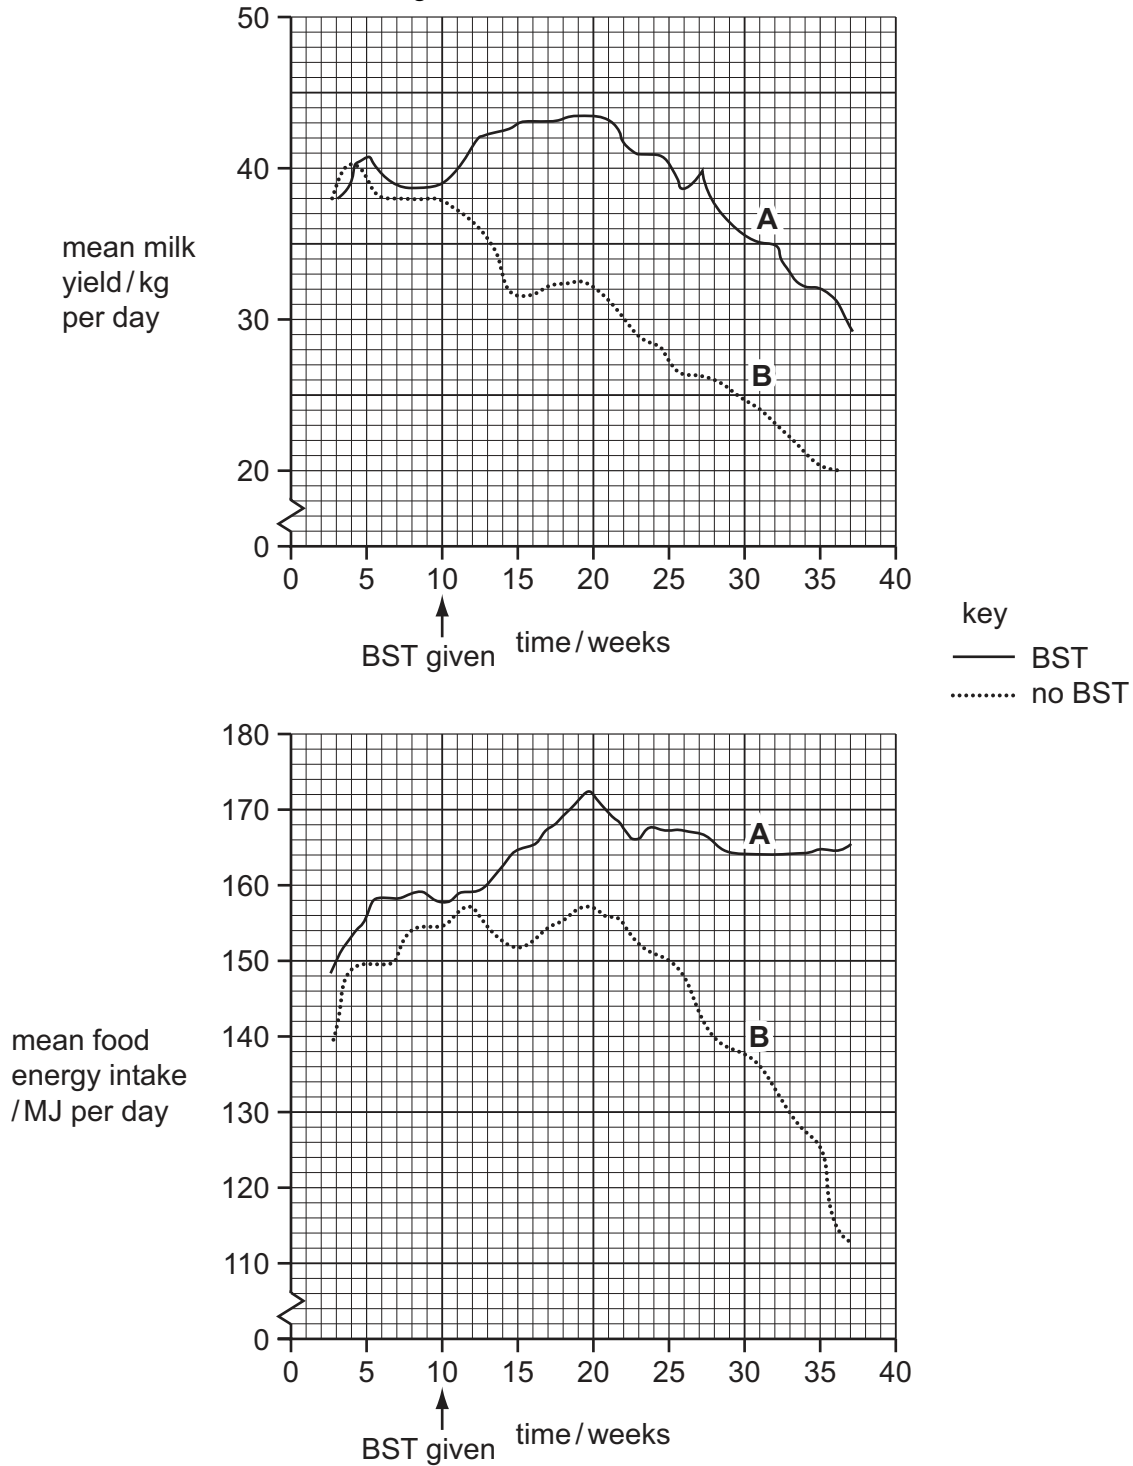 50
40
30
20
0
mean milk
yield / kg
per day
A
B
0 5 10 15 20 25 30 35 40
BST given
time / weeks
key
BST
no BST
180
170
160
150
140
130
120
110
0
mean food
energy intake
/ MJ per day
A
B
0 5 10 15 20 25 30 35 40
BST given
time / weeks